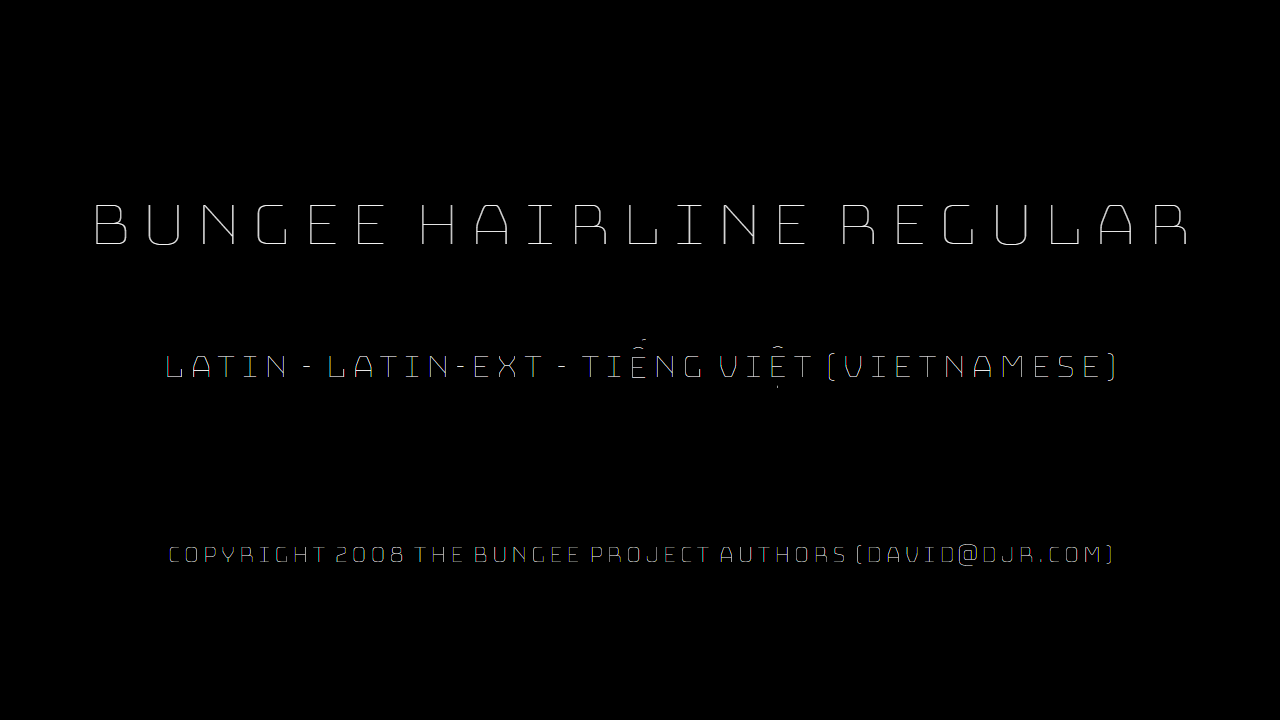 BUNGEE HAIRLINE REGULAR
LATIN - LATIN-EXT - TIẾNG VIỆT (VIETNAMESE)
COPYRIGHT 2008 THE BUNGEE PROJECT AUTHORS (DAVID@DJR.COM)